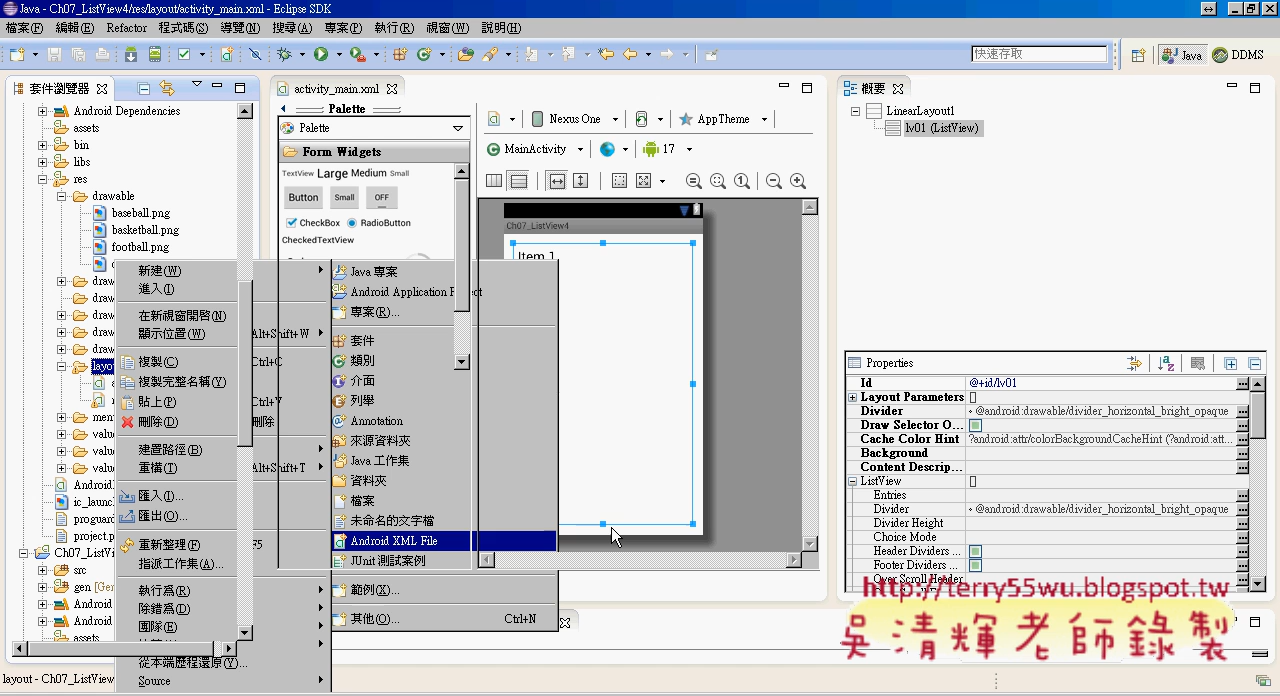 Java - Ch07_ListView4/res/layout/activity_main.xml - Eclipse SDK
檔案(F) 編輯(E) Refactor 程式碼(S) 導覽(N) 搜尋(A) 專案(P) 執行(R) 視窗(W) 說明(H)
快速存取
Java
DDMS
套件瀏覽器
Android Dependencies
assets
bin
libs
res
drawable
baseball.png
basketball.png
football.png
activity_main.xml
Palette
Palette
Form Widgets
TextView Large Medium Small
Button Small OFF
CheckBox RadioButton
CheckedTextView
Nexus One
AppTheme
MainActivity
17
Ch07_ListView4
Item 1
新建(W)
進入(I)
在新視窗開啓(N)
顯示位置(W) Alt+Shift+W
複製(C) Ctrl+C
複製完整名稱(Y)
貼上(P) Ctrl+V
刪除(D) 刪除
建置路徑(B)
重構(T) Alt+Shift+T
匯入(I)...
匯出(O)...
重新整理(F) F5
指派工作集(A)...
執行爲(R)
除錯爲(D)
團隊(E)
從本端歷程還原(Y)...
Source
Java 專案
Android Application Project
專案(R)...
套件
類別
介面
列舉
Annotation
來源資料夾
Java 工作集
資料夾
檔案
未命名的文字檔
Android XML File
JUnit 測試案例
範例(X)...
其他(O)... Ctrl+N
概要
LinearLayout1
lv01 (ListView)
Properties
Id @+id/lv01
Layout Parameters []
Divider @android:drawable/divider_horizontal_bright_opaque
Draw Selector O...
Cache Color Hint ?android:attr/colorBackgroundCacheHint (?android:att...
Background
Content Descrip...
ListView []
Entries
Divider @android:drawable/divider_horizontal_bright_opaque
Divider Height
Choice Mode
Header Dividers ...
Footer Dividers ...
Over Scroll Header
http://terry55wu.blogspot.tw
吳清輝老師錄製
src
assets
layout - Ch07_ListView